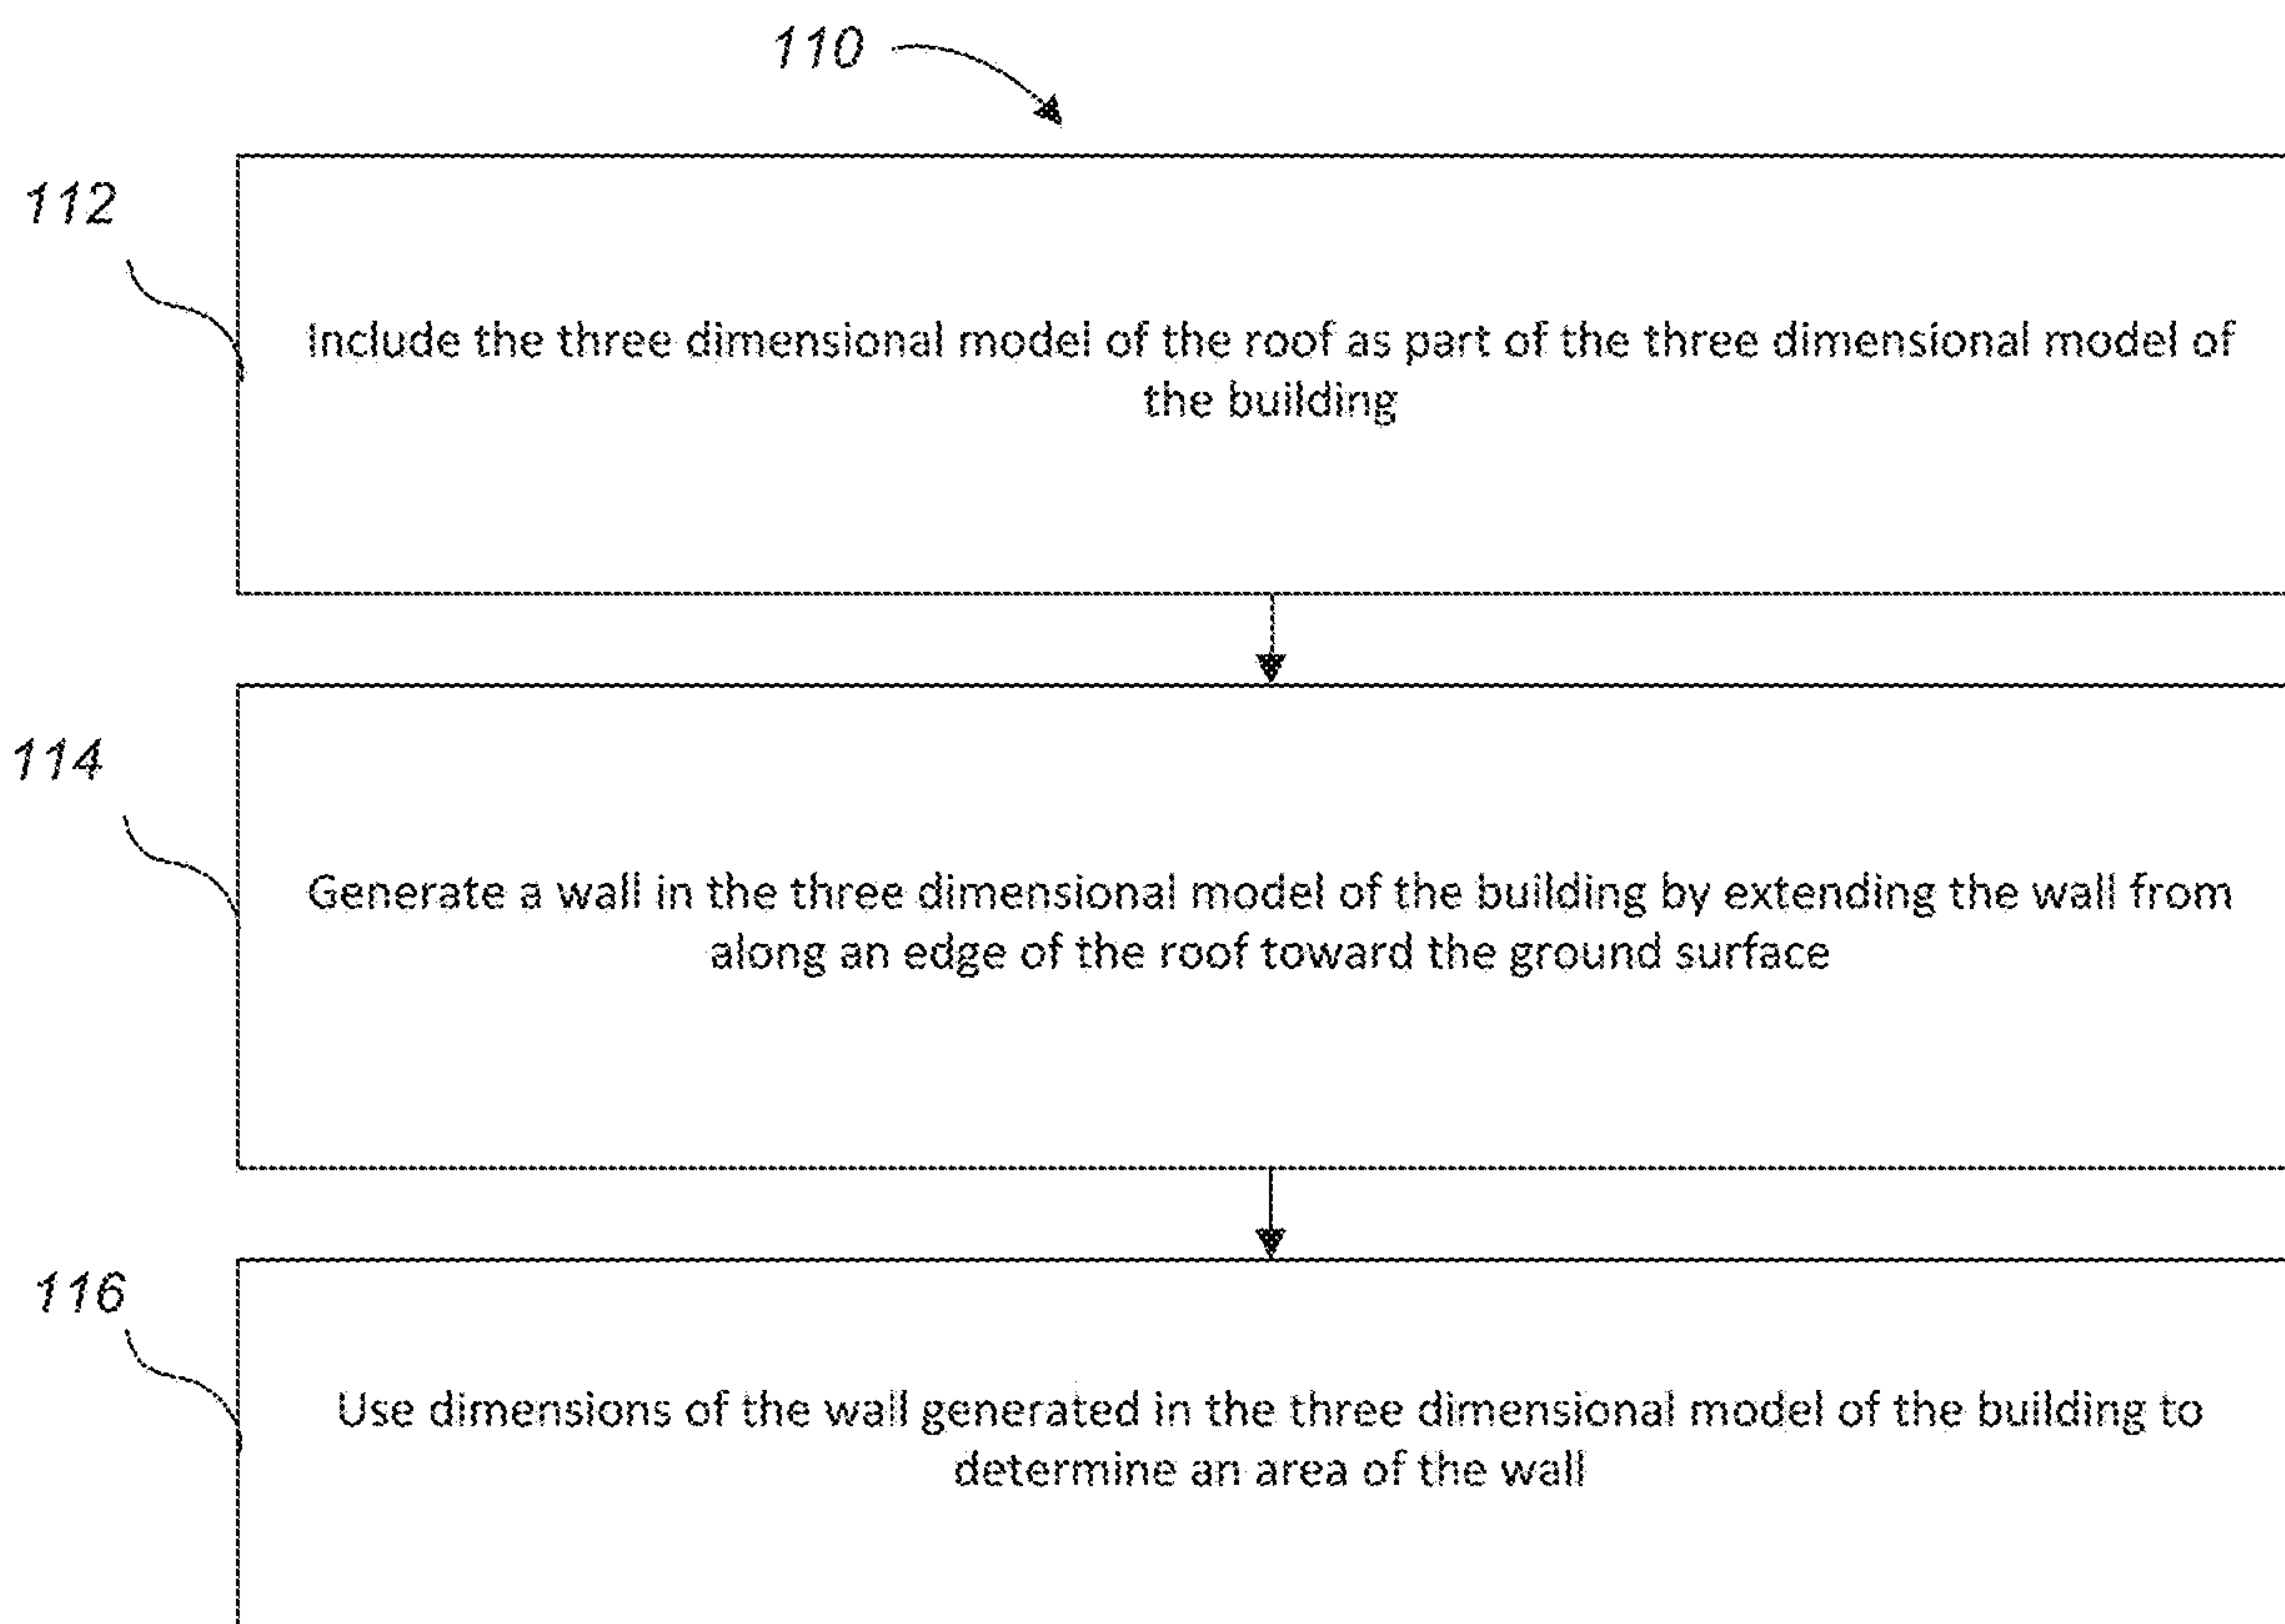 110
112
Include the three dimensional model of the roof as part of the three dimensional model of
the building
114
Generate a wall in the three dimensional model of the building by extending the wall from
along an edge of the roof toward the ground surface
116
Use dimensions of the wall generated in the three dimensional model of the building to
determine an area of the wall